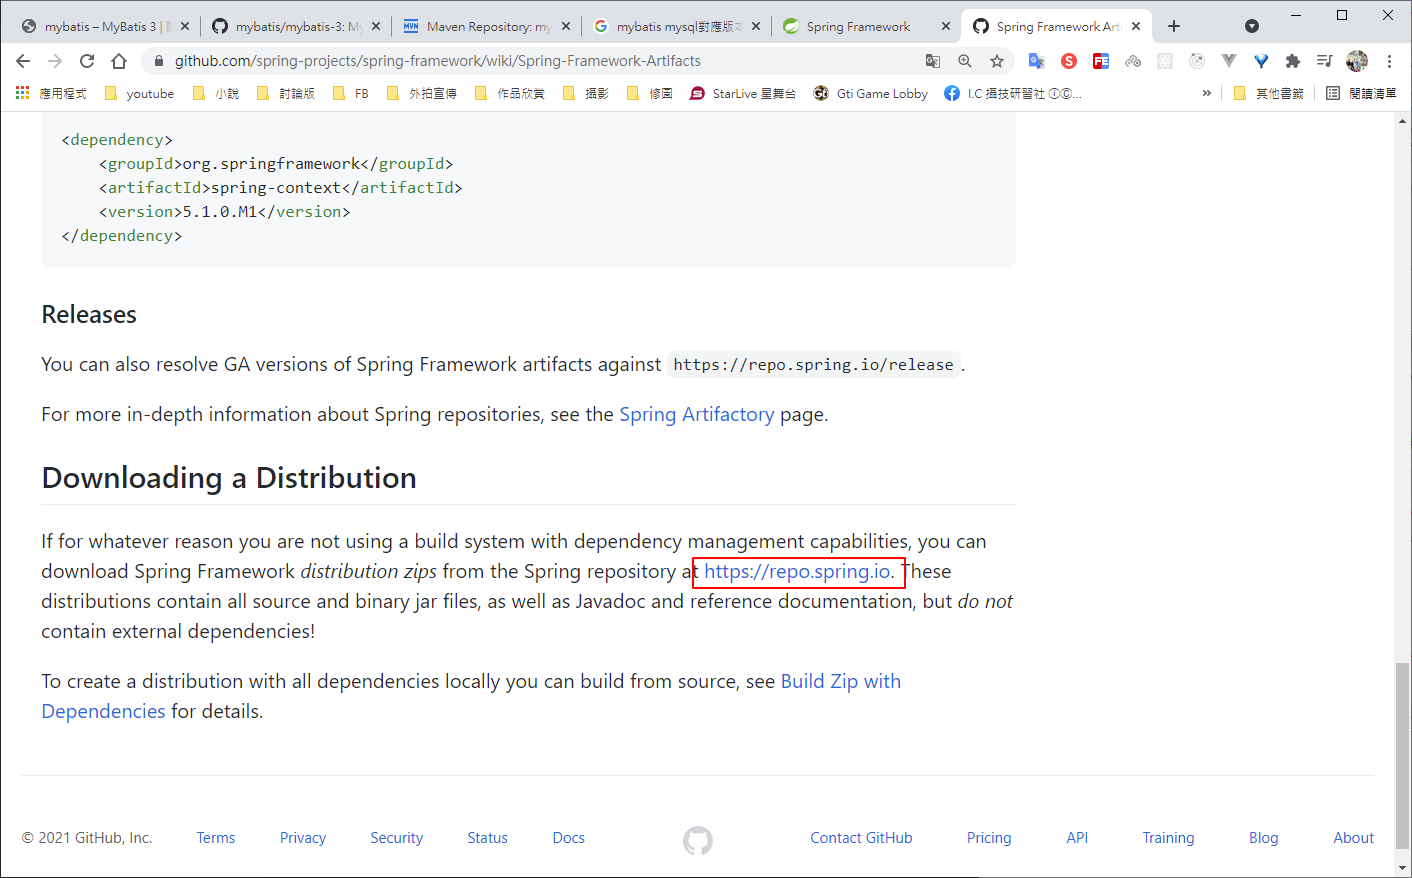 mybatis – MyBatis 3 |
mybatis/mybatis-3: My
Maven Repository: my
mybatis mysql對應版本
Spring Framework
Spring Framework Art
github.com/spring-projects/spring-framework/wiki/Spring-Framework-Artifacts
應用程式 youtube 小說 討論版 FB 外拍宣傳 作品欣賞 攝影 修圖 StarLive 星舞台 Gti Game Lobby I.C 攝技研習社 ⒾⒸ... » 其他書籤 閱讀清單
<dependency>
<groupId>org.springframework</groupId>
<artifactId>spring-context</artifactId>
<version>5.1.0.M1</version>
</dependency>
Releases
You can also resolve GA versions of Spring Framework artifacts against https://repo.spring.io/release .
For more in-depth information about Spring repositories, see the Spring Artifactory page.
Downloading a Distribution
If for whatever reason you are not using a build system with dependency management capabilities, you can
download Spring Framework distribution zips from the Spring repository at https://repo.spring.io. These
distributions contain all source and binary jar files, as well as Javadoc and reference documentation, but do not
contain external dependencies!
To create a distribution with all dependencies locally you can build from source, see Build Zip with
Dependencies for details.
© 2021 GitHub, Inc. Terms Privacy Security Status Docs Contact GitHub Pricing API Training Blog About